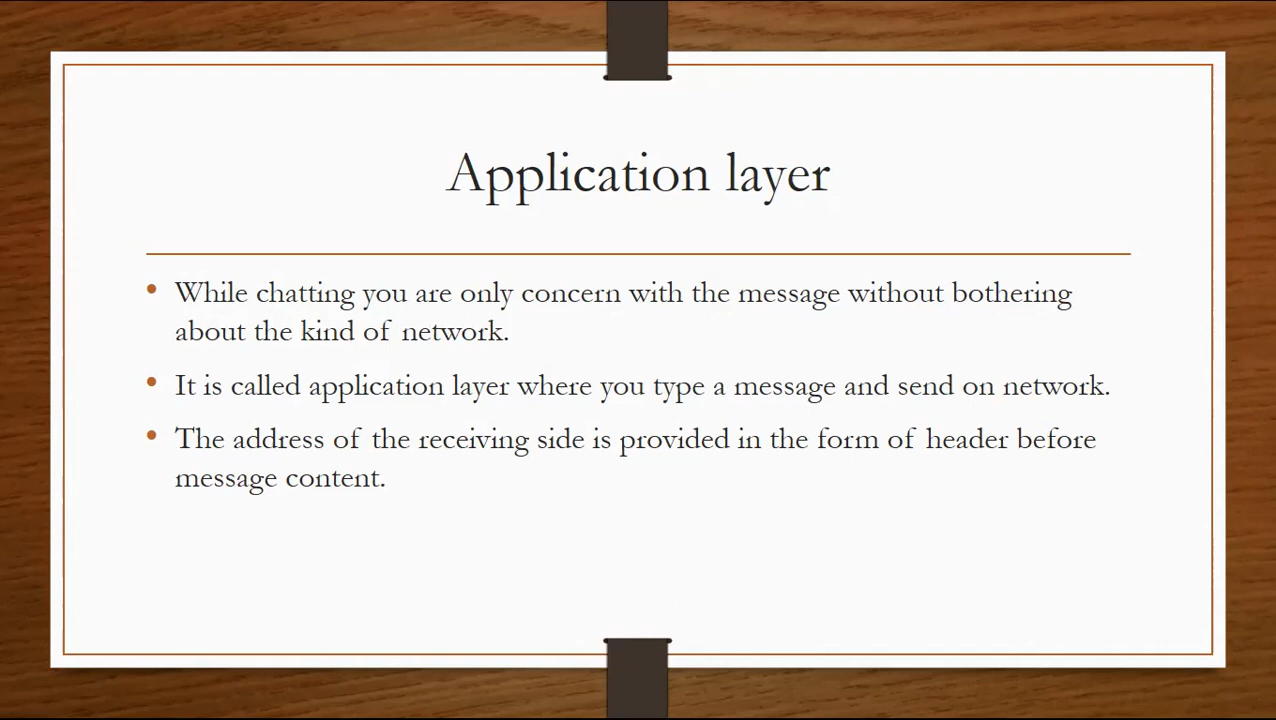 Application layer
• While chatting you are only concern with the message without bothering
about the kind of network.
• It is called application layer where you type a message and send on network.
• The address of the receiving side is provided in the form of header before
message content.